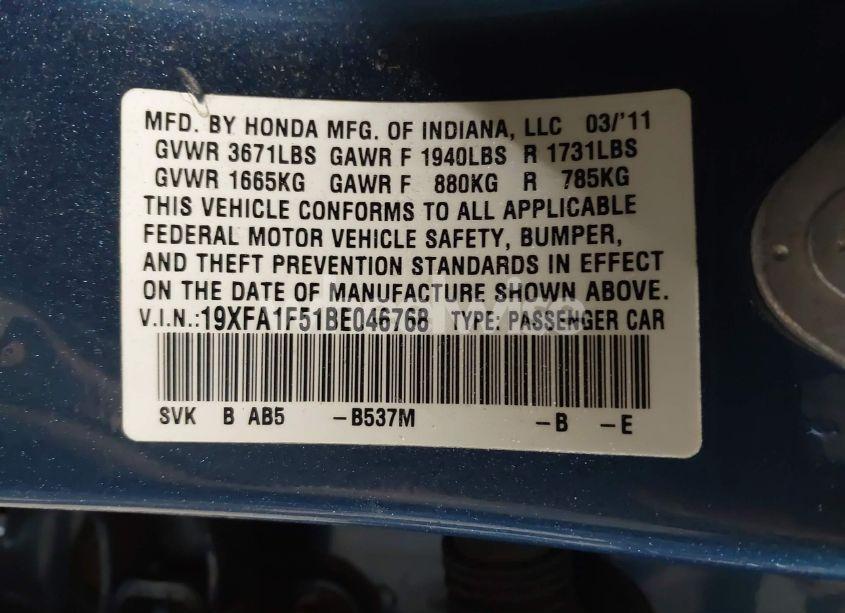 MFD. BY HONDA MFG. OF INDIANA, LLC 03/'11
GVWR 3671LBS GAWR F 1940LBS R 1731LBS
GVWR 1665KG GAWR F 880KG R 785KG
THIS VEHICLE CONFORMS TO ALL APPLICABLE
FEDERAL MOTOR VEHICLE SAFETY, BUMPER,
AND THEFT PREVENTION STANDARDS IN EFFECT
ON THE DATE OF MANUFACTURE SHOWN ABOVE.
V.I.N.:19XFA1F51BE046768 TYPE: PASSENGER CAR
SVK B AB5 -B537M -B -E